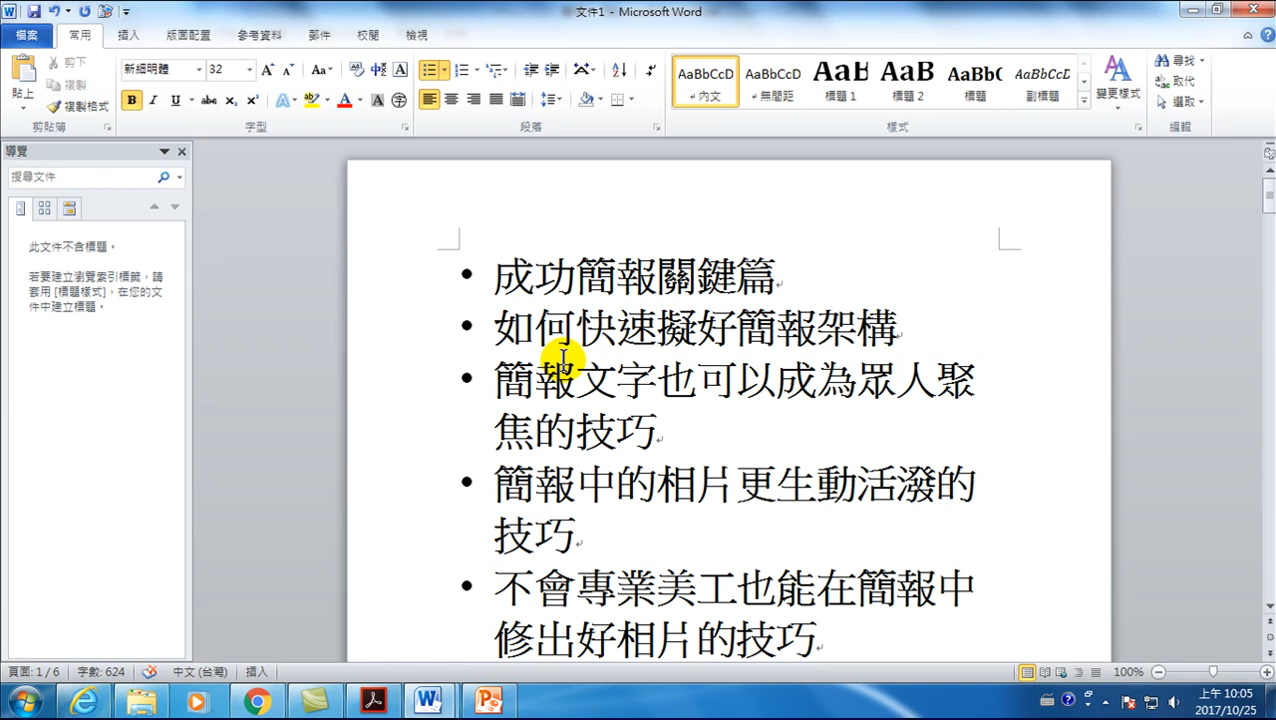 文件1 - Microsoft Word
檔案 常用 插入 版面配置 參考資料 郵件 校閱 檢視
貼上 剪下 複製 複製格式
新細明體 32
AaBbCcD AaBbCcD AaBb AaB AaBb( AaBbCcD
內文 無間距 標題 1 標題 2 標題 副標題 變更樣式
尋找 取代 選取
剪貼簿 字型 段落 樣式 編輯
導覽
搜尋文件
此文件不含標題。
若要建立瀏覽索引標籤，請
套用 [標題樣式]，在您的文
件中建立標題。
• 成功簡報關鍵篇
• 如何快速擬好簡報架構
• 簡報文字也可以成為眾人聚
焦的技巧
• 簡報中的相片更生動活潑的
技巧
• 不會專業美工也能在簡報中
修出好相片的技巧
頁面: 1/6 字數: 624 中文 (台灣) 插入 100%
上午 10:05
2017/10/25